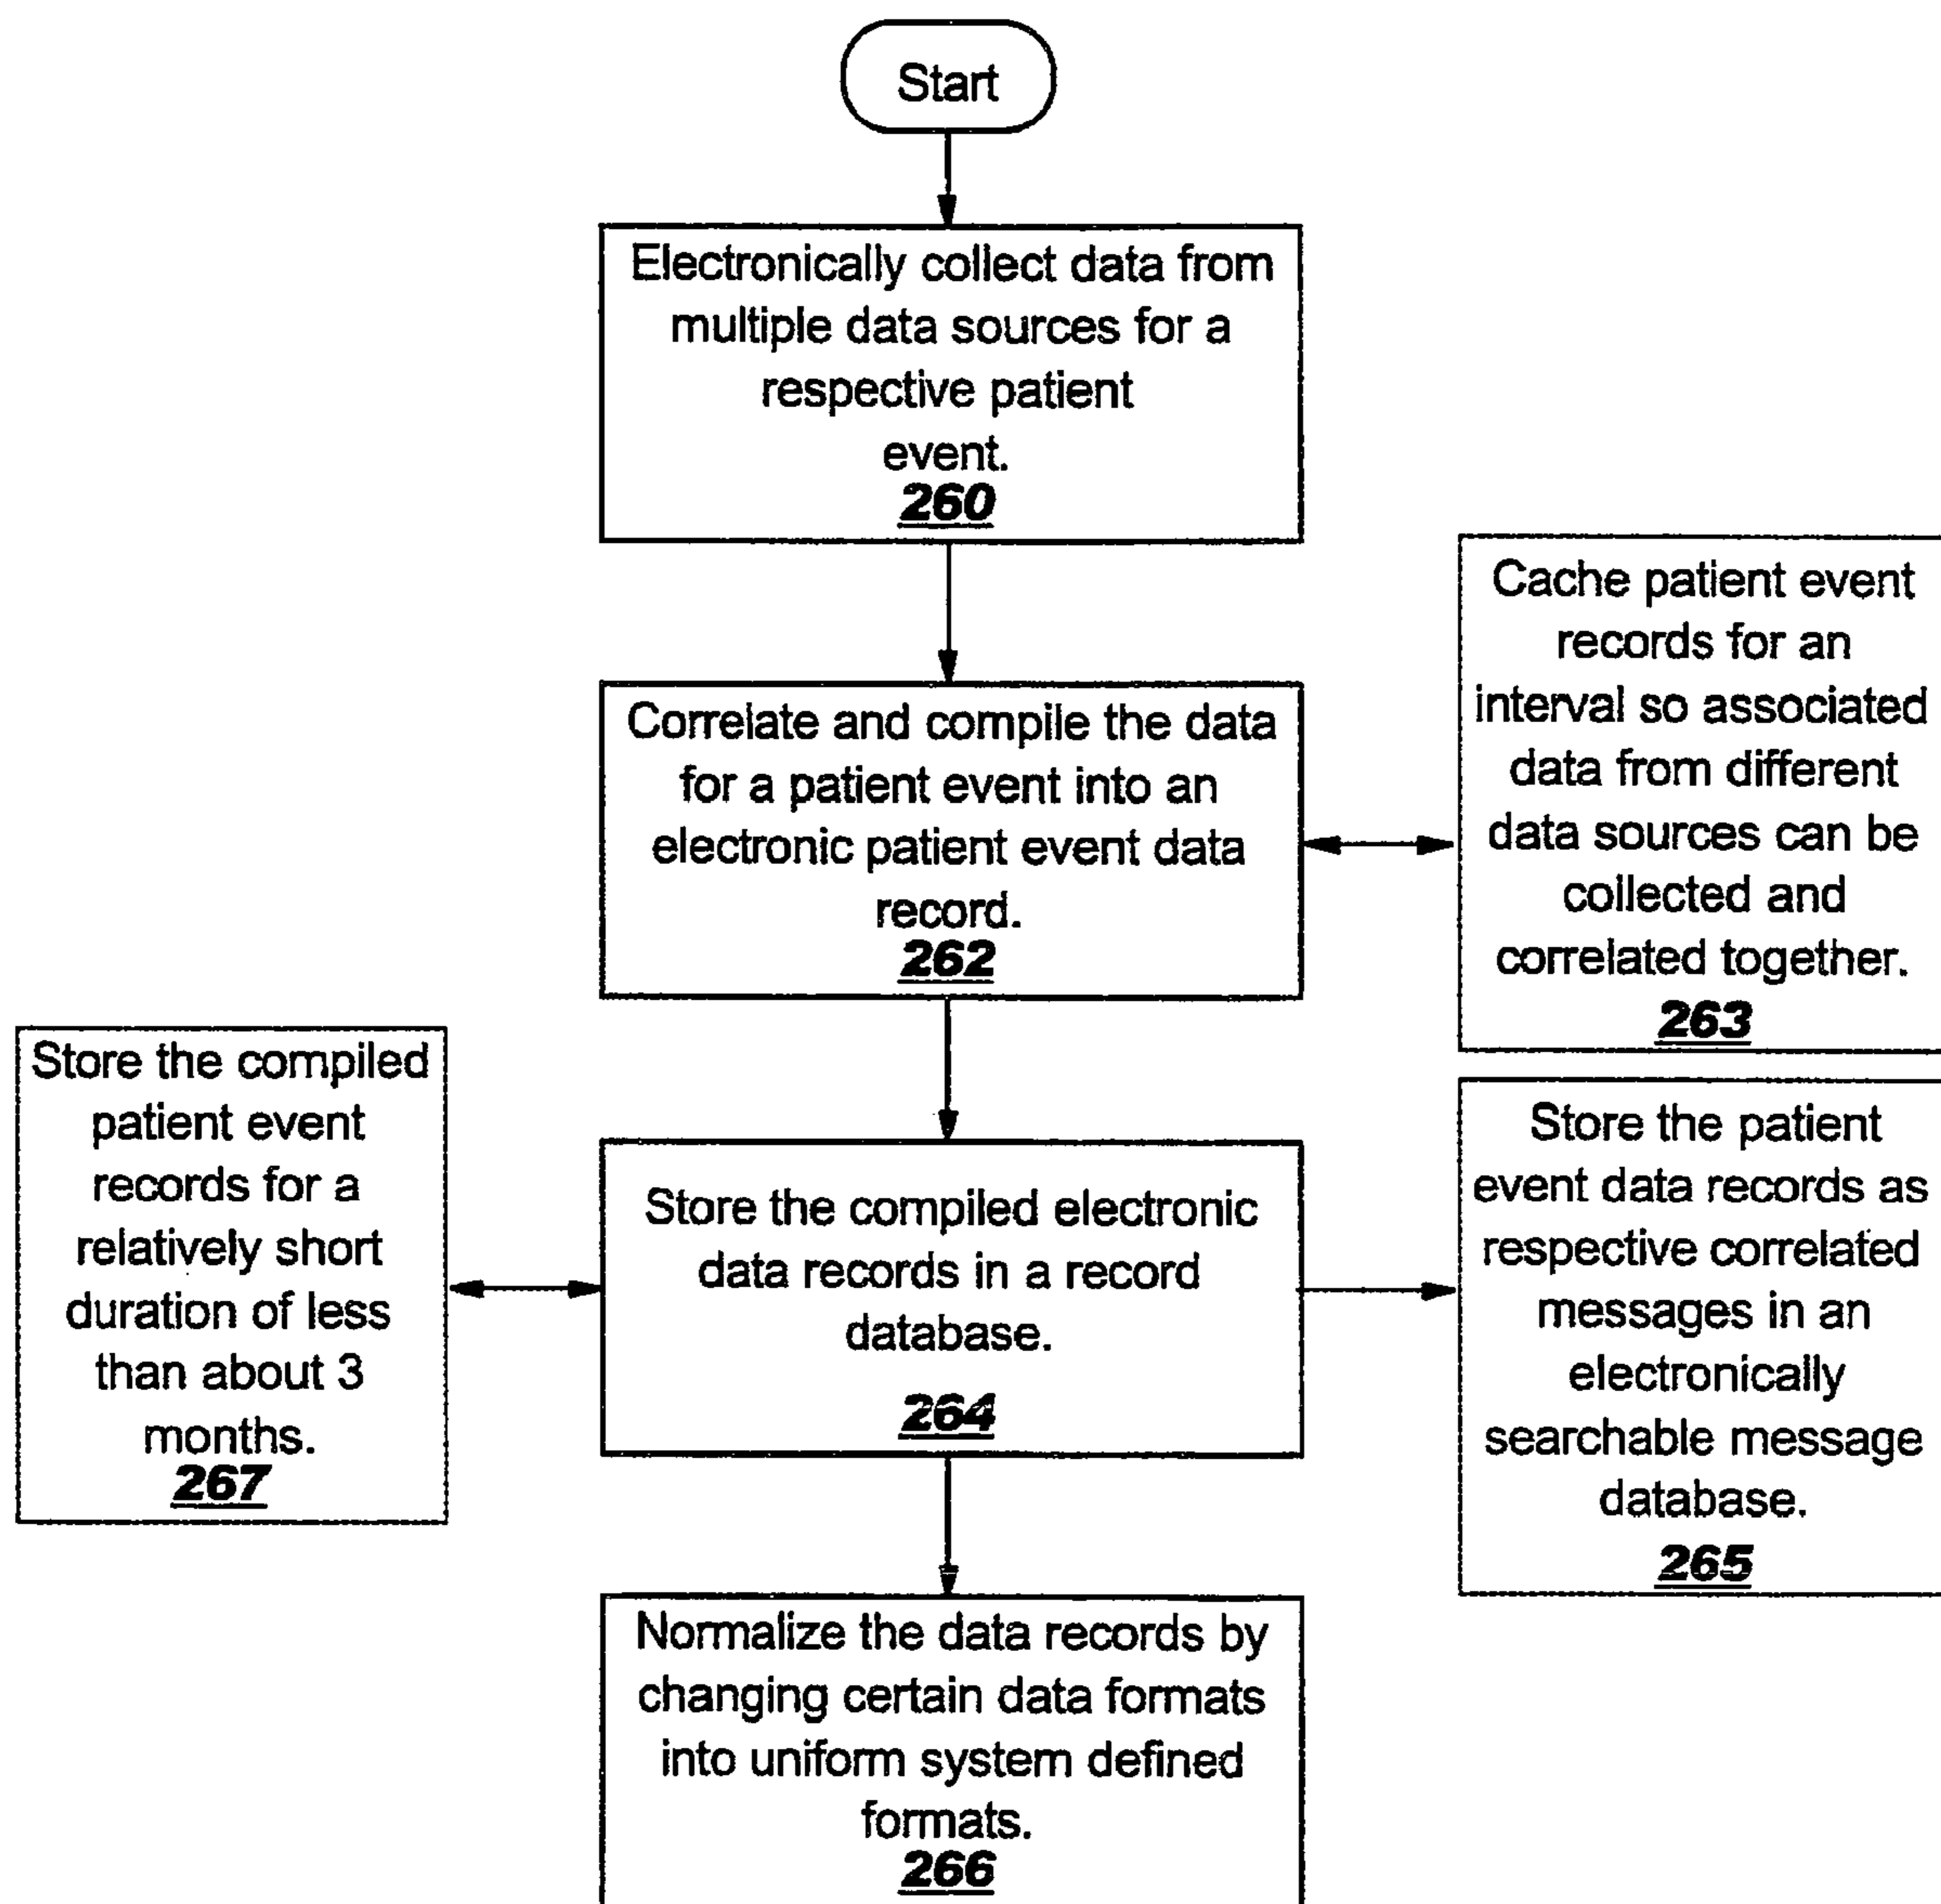 Start
Electronically collect data from
multiple data sources for a
respective patient
event.
260
Correlate and compile the data
for a patient event into an
electronic patient event data
record.
262
Cache patient event
records for an
interval so associated
data from different
data sources can be
collected and
correlated together.
263
Store the compiled
patient event
records for a
relatively short
duration of less
than about 3
months.
267
Store the compiled electronic
data records in a record
database.
264
Store the patient
event data records as
respective correlated
messages in an
electronically
searchable message
database.
265
Normalize the data records by
changing certain data formats
into uniform system defined
formats.
266